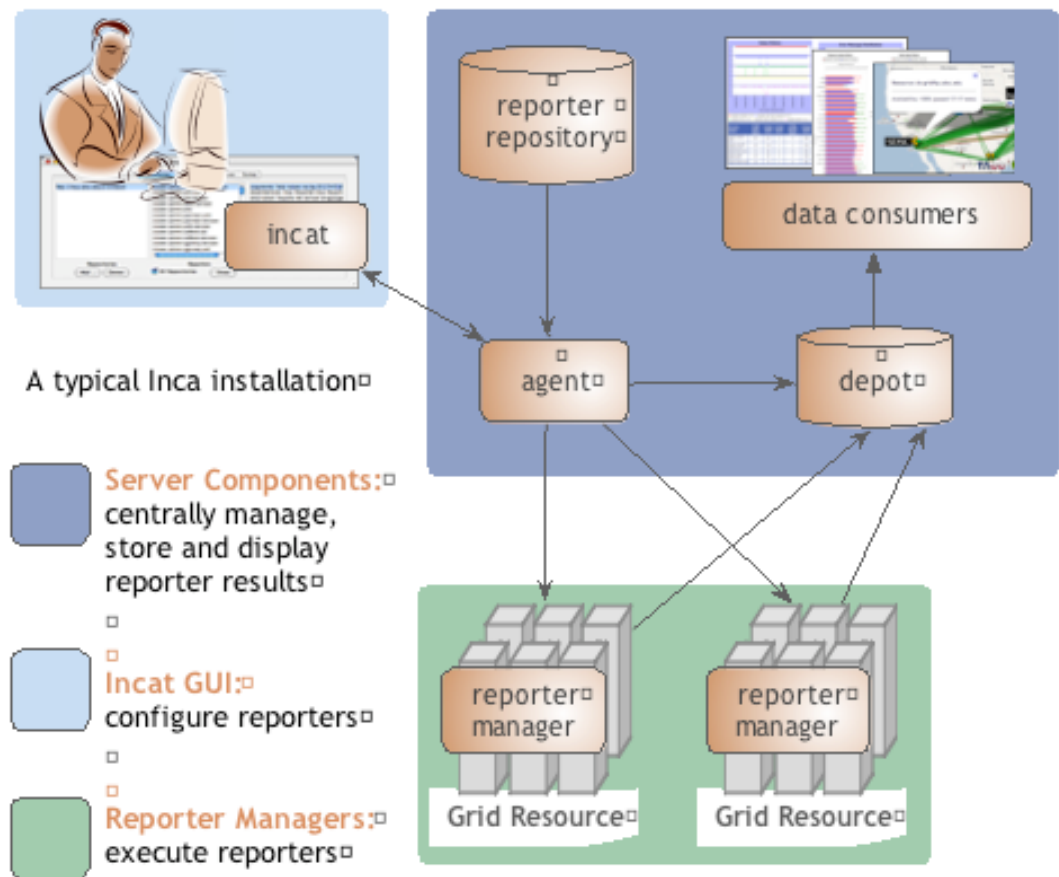 reporter
repository
data consumers
incat
agent
depot
A typical Inca installation
Server Components:
centrally manage,
store and display
reporter results
Incat GUI:
configure reporters
Reporter Managers:
execute reporters
reporter
manager
Grid Resource
reporter
manager
Grid Resource